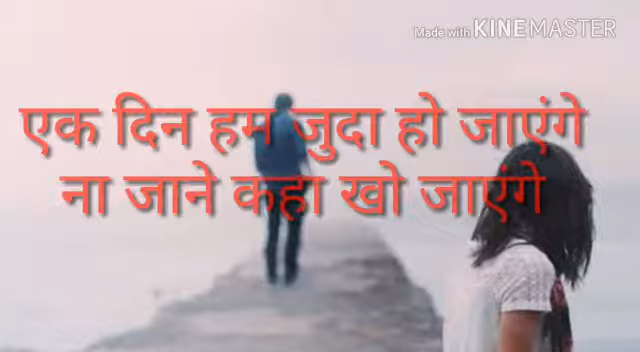 Made with KINEMASTER
एक दिन हम जुदा हो जाएंगे
ना जाने कहा खो जाएंगे